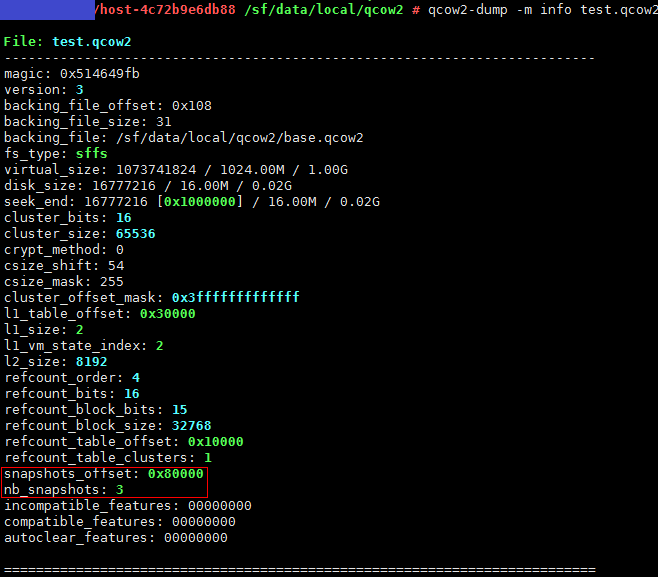 /host-4c72b9e6db88 /sf/data/local/qcow2 # qcow2-dump -m info test.qcow2
File: test.qcow2
--------------------------------------------------------------------------
magic: 0x514649fb
version: 3
backing_file_offset: 0x108
backing_file_size: 31
backing_file: /sf/data/local/qcow2/base.qcow2
fs_type: sffs
virtual_size: 1073741824 / 1024.00M / 1.00G
disk_size: 16777216 / 16.00M / 0.02G
seek_end: 16777216 [0x1000000] / 16.00M / 0.02G
cluster_bits: 16
cluster_size: 65536
crypt_method: 0
csize_shift: 54
csize_mask: 255
cluster_offset_mask: 0x3fffffffffffff
l1_table_offset: 0x30000
l1_size: 2
l1_vm_state_index: 2
l2_size: 8192
refcount_order: 4
refcount_bits: 16
refcount_block_bits: 15
refcount_block_size: 32768
refcount_table_offset: 0x10000
refcount_table_clusters: 1
snapshots_offset: 0x80000
nb_snapshots: 3
incompatible_features: 00000000
compatible_features: 00000000
autoclear_features: 00000000
==========================================================================